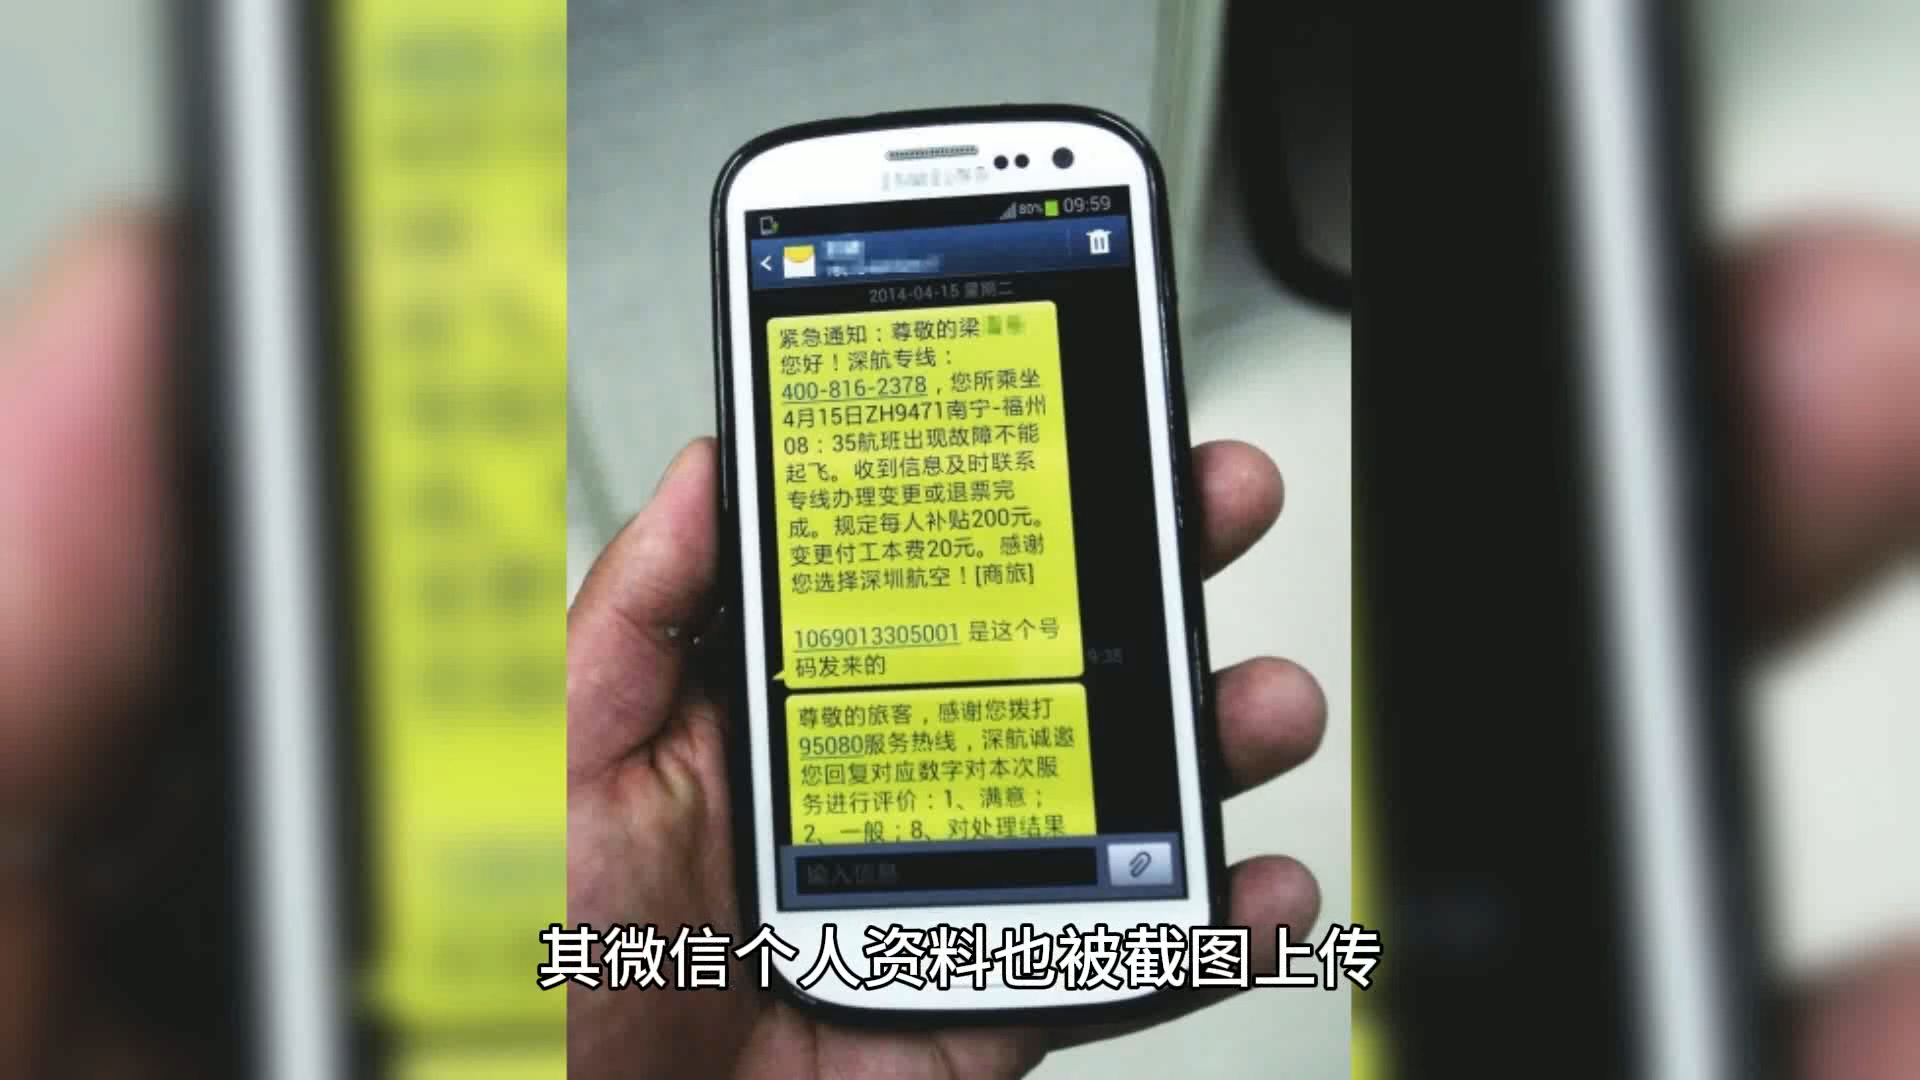 80% 09:59
2014-04-15 星期二
紧急通知：尊敬的梁
您好！深航专线：
400-816-2378，您所乘坐
4月15日ZH9471南宁-福州
08：35航班出现故障不能
起飞。收到信息及时联系
专线办理变更或退票完
成。规定每人补贴200元。
变更付工本费20元。感谢
您选择深圳航空！[商旅]
1069013305001 是这个号
码发来的
9:35
尊敬的旅客，感谢您拨打
95080服务热线，深航诚邀
您回复对应数字对本次服
务进行评价：1、满意；
2、一般；8、对处理结果
输入信息
其微信个人资料也被截图上传